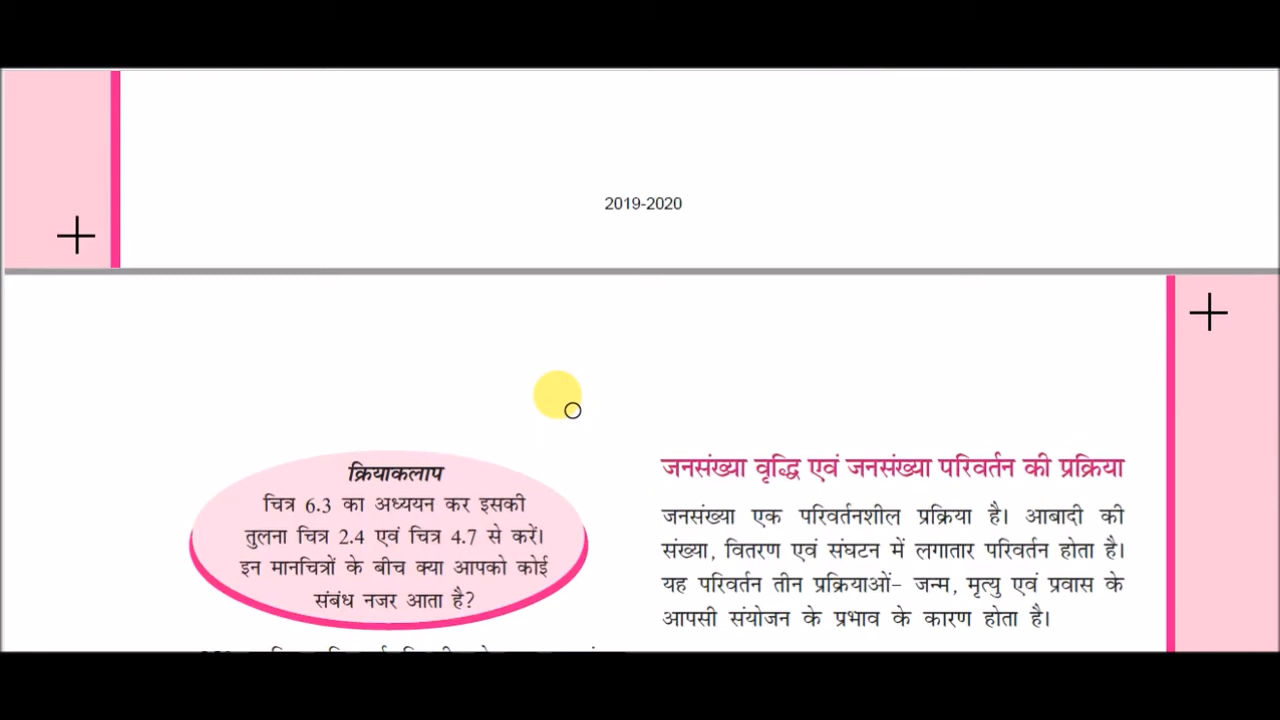 2019-2020
क्रियाकलाप
चित्र 6.3 का अध्ययन कर इसकी
तुलना चित्र 2.4 एवं चित्र 4.7 से करें।
इन मानचित्रों के बीच क्या आपको कोई
संबंध नजर आता है?
जनसंख्या वृद्धि एवं जनसंख्या परिवर्तन की प्रक्रिया
जनसंख्या एक परिवर्तनशील प्रक्रिया है। आबादी की
संख्या, वितरण एवं संघटन में लगातार परिवर्तन होता है।
यह परिवर्तन तीन प्रक्रियाओं– जन्म, मृत्यु एवं प्रवास के
आपसी संयोजन के प्रभाव के कारण होता है।